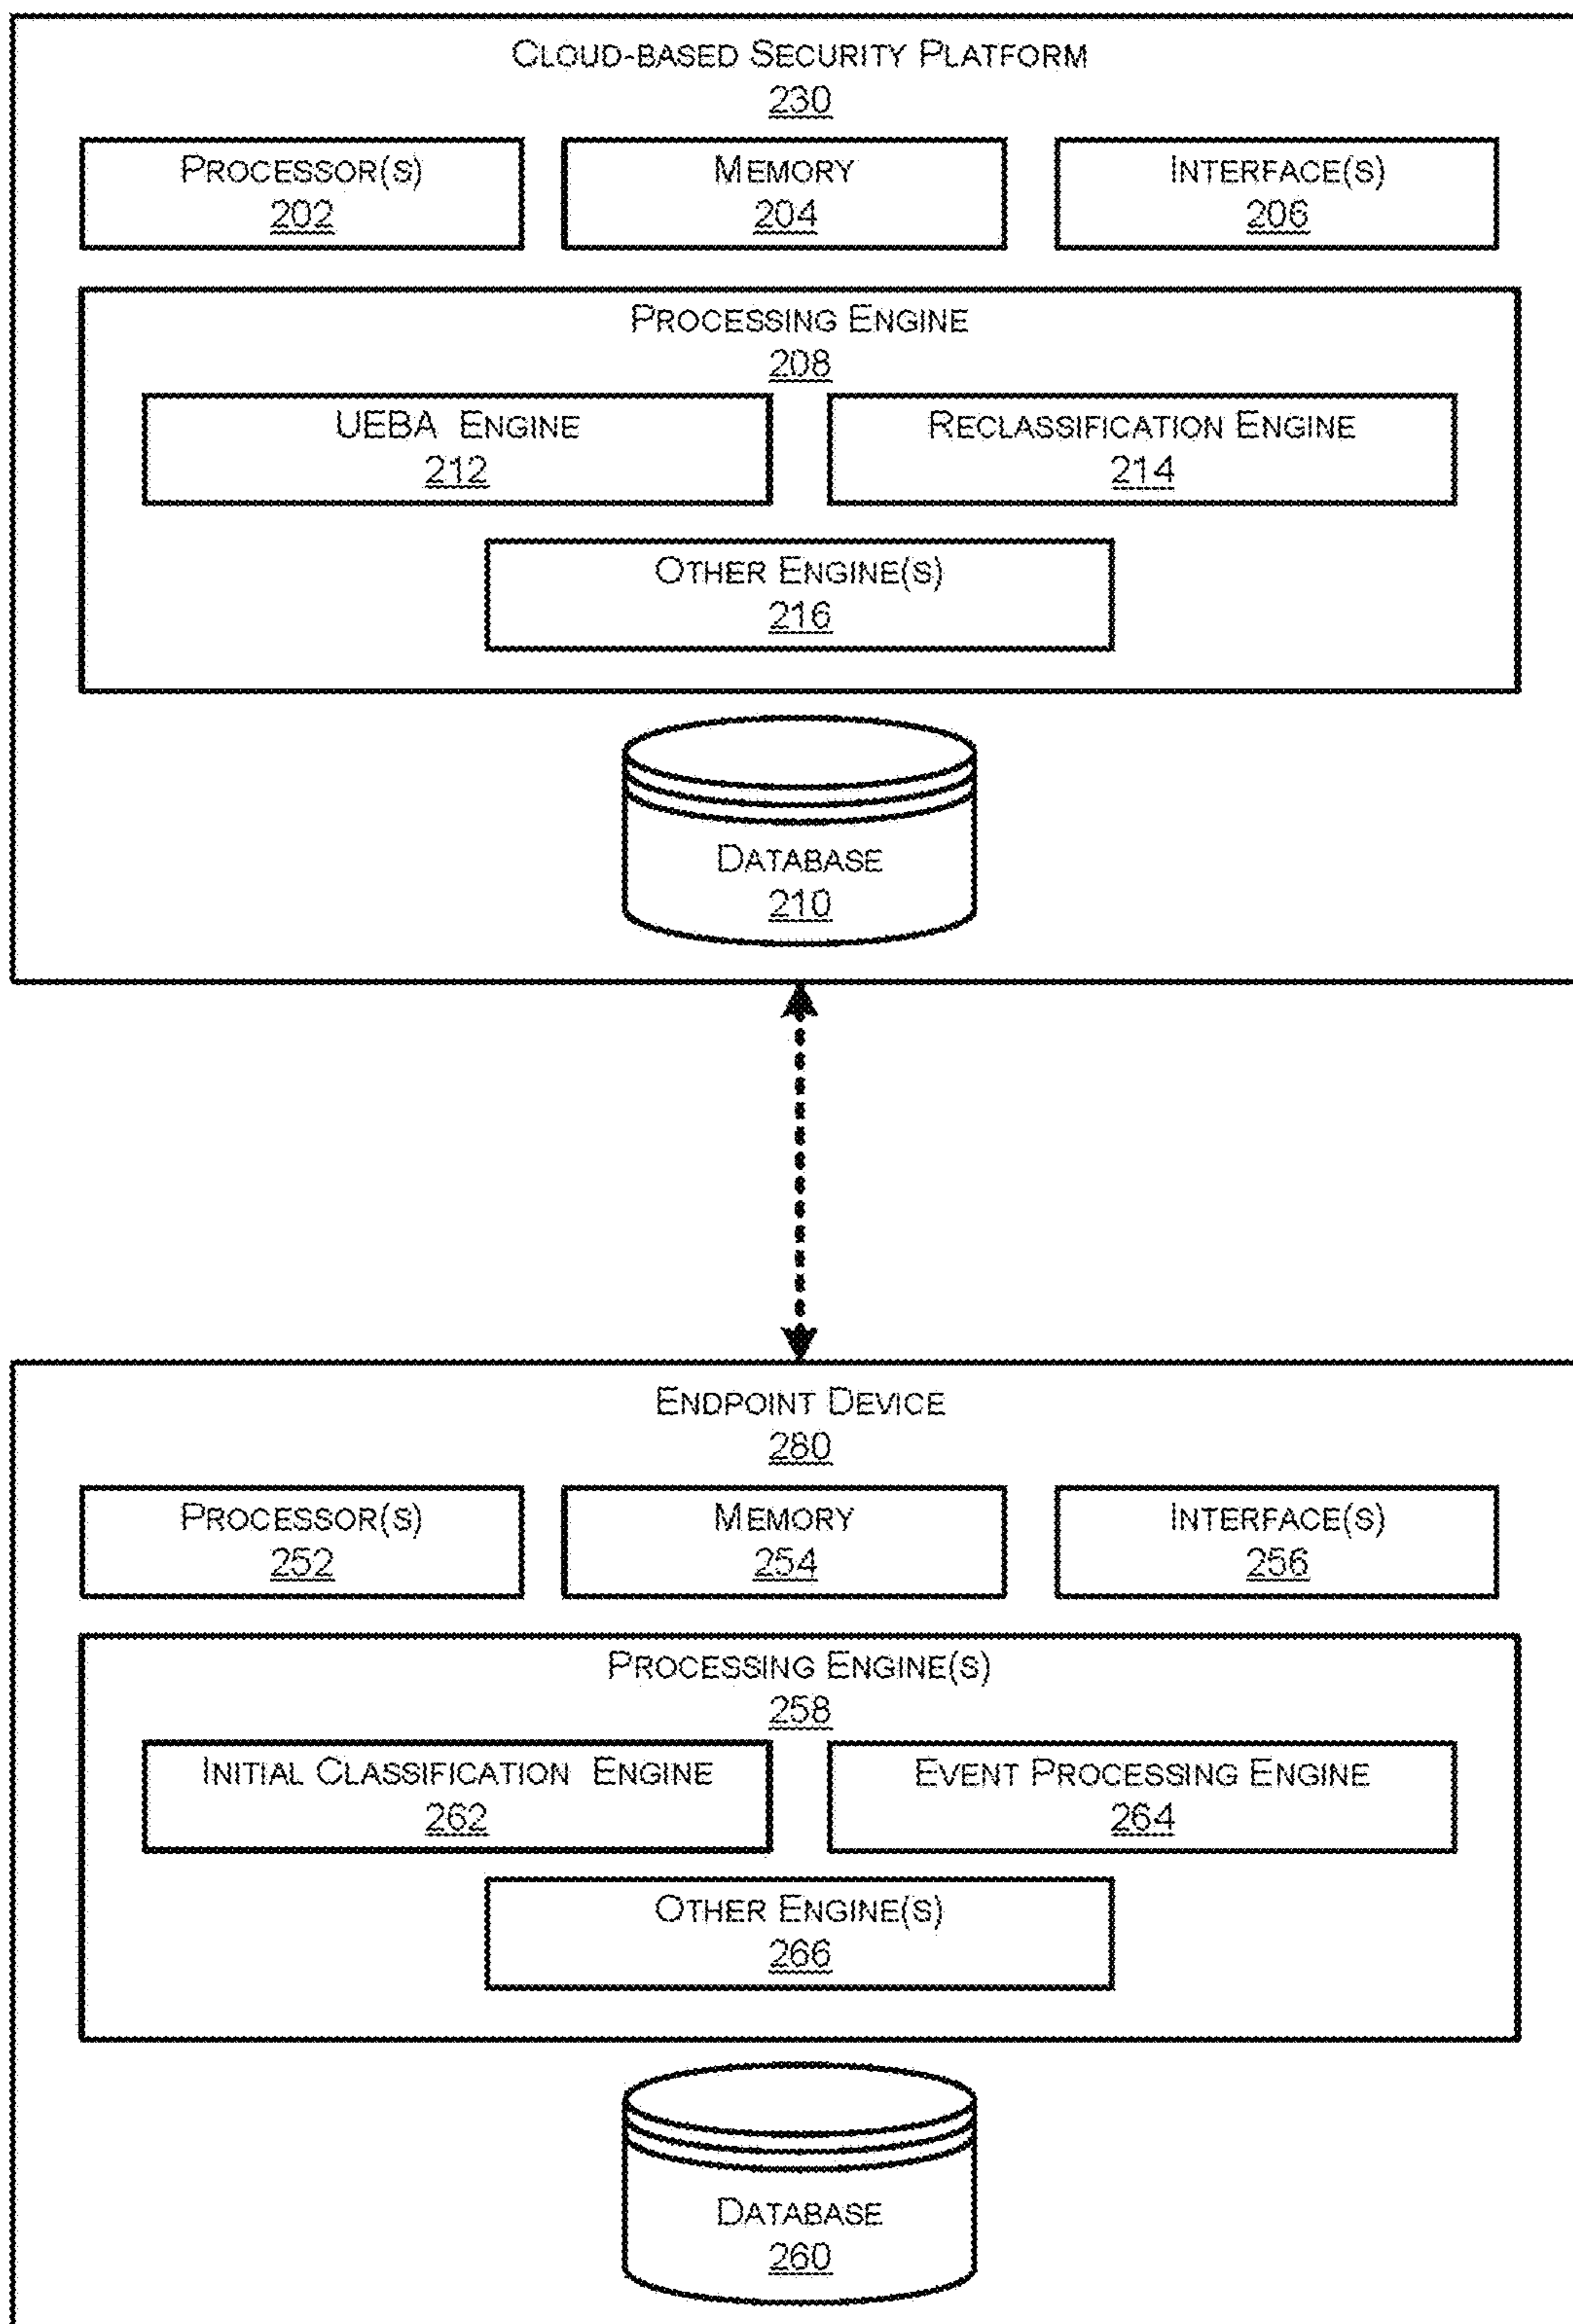 CLOUD-BASED SECURITY PLATFORM
230
PROCESSOR(S)
202
MEMORY
204
INTERFACE(S)
206
PROCESSING ENGINE
208
UEBA ENGINE
212
RECLASSIFICATION ENGINE
214
OTHER ENGINE(S)
216
DATABASE
210
ENDPOINT DEVICE
280
PROCESSOR(S)
252
MEMORY
254
INTERFACE(S)
256
PROCESSING ENGINE(S)
258
INITIAL CLASSIFICATION ENGINE
262
EVENT PROCESSING ENGINE
264
OTHER ENGINE(S)
266
DATABASE
260